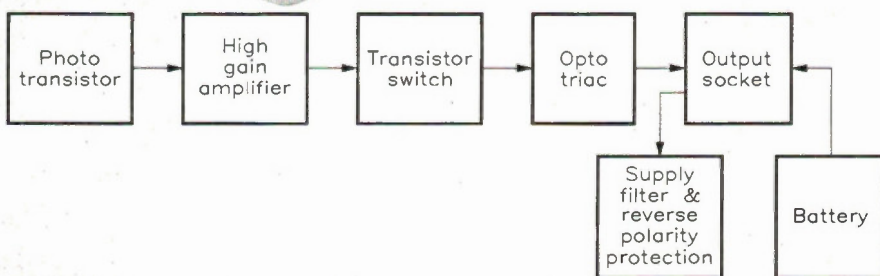 Photo
transistor
High
gain
amplifier
Transistor
switch
Opto
triac
Output
socket
Supply
filter &
reverse
polarity
protection
Battery